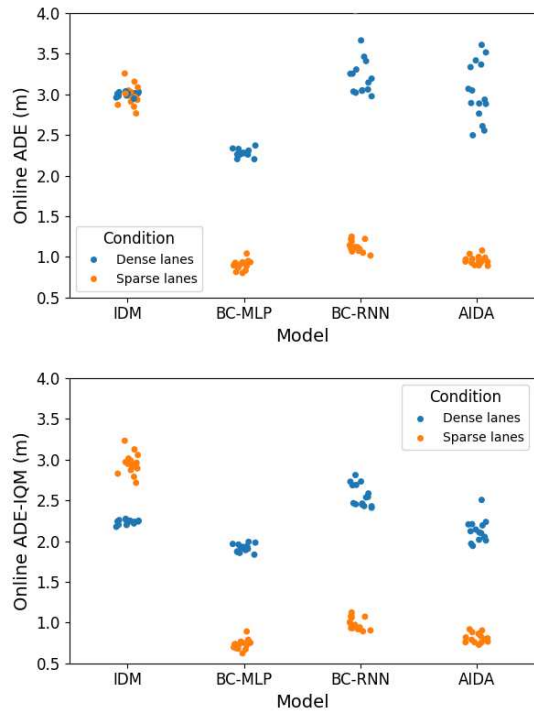 4.0
3.5
3.0
2.5
2.0
1.5
1.0
0.5
Online ADE (m)
Condition
Dense lanes
Sparse lanes
IDM BC-MLP BC-RNN AIDA
Model
4.0
3.5
3.0
2.5
2.0
1.5
1.0
0.5
Online ADE-IQM (m)
Condition
Dense lanes
Sparse lanes
IDM BC-MLP BC-RNN AIDA
Model